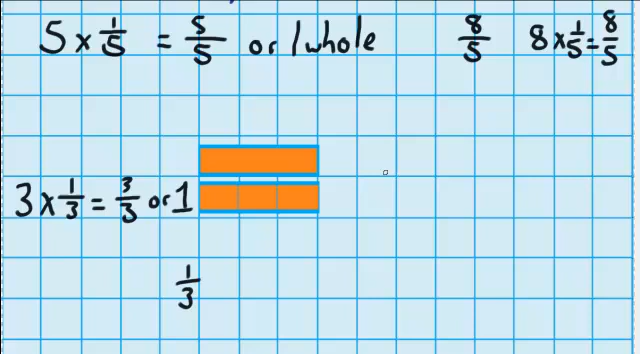 5 × 1/5 = 5/5 or 1 whole 8/5 8 × 1/5 = 8/5
3 × 1/3 = 3/3 or 1
1/3